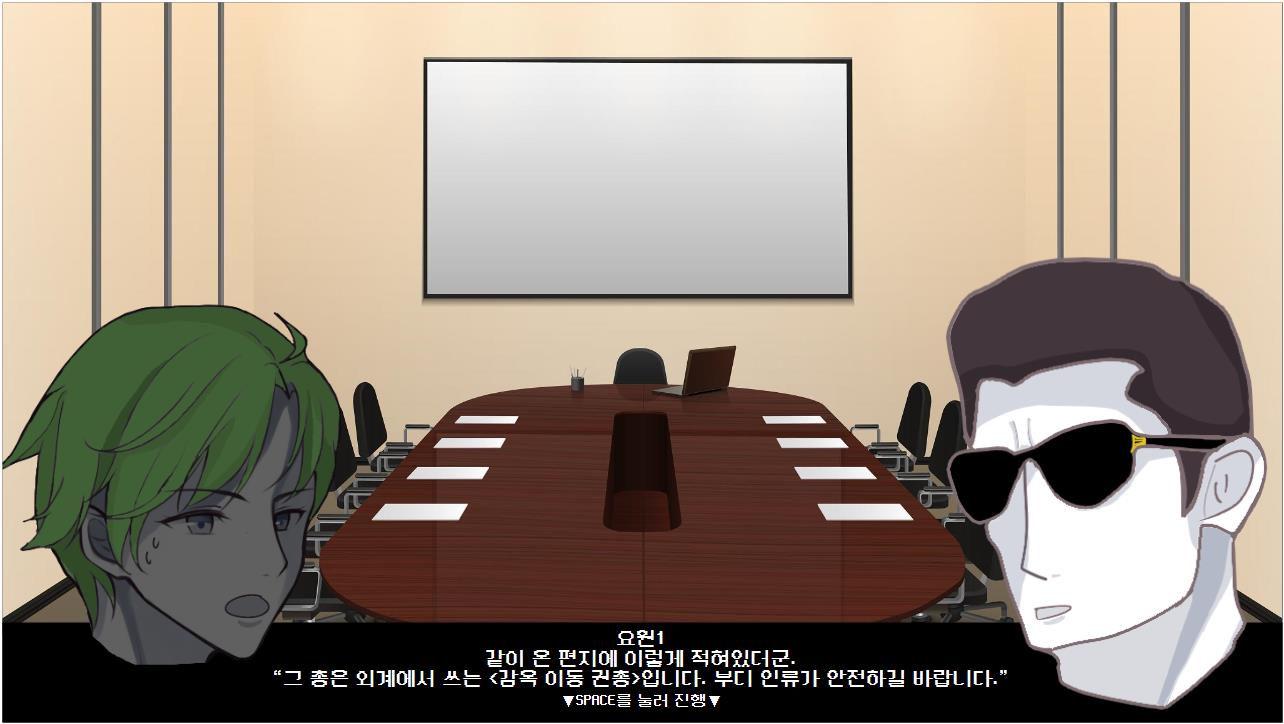 요원1
같이 온 편지에 이렇게 적혀있더군.
“그 총은 외계에서 쓰는 <감옥 이동 권총>입니다. 부디 인류가 안전하길 바랍니다.”
▼SPACE를 눌러 진행▼